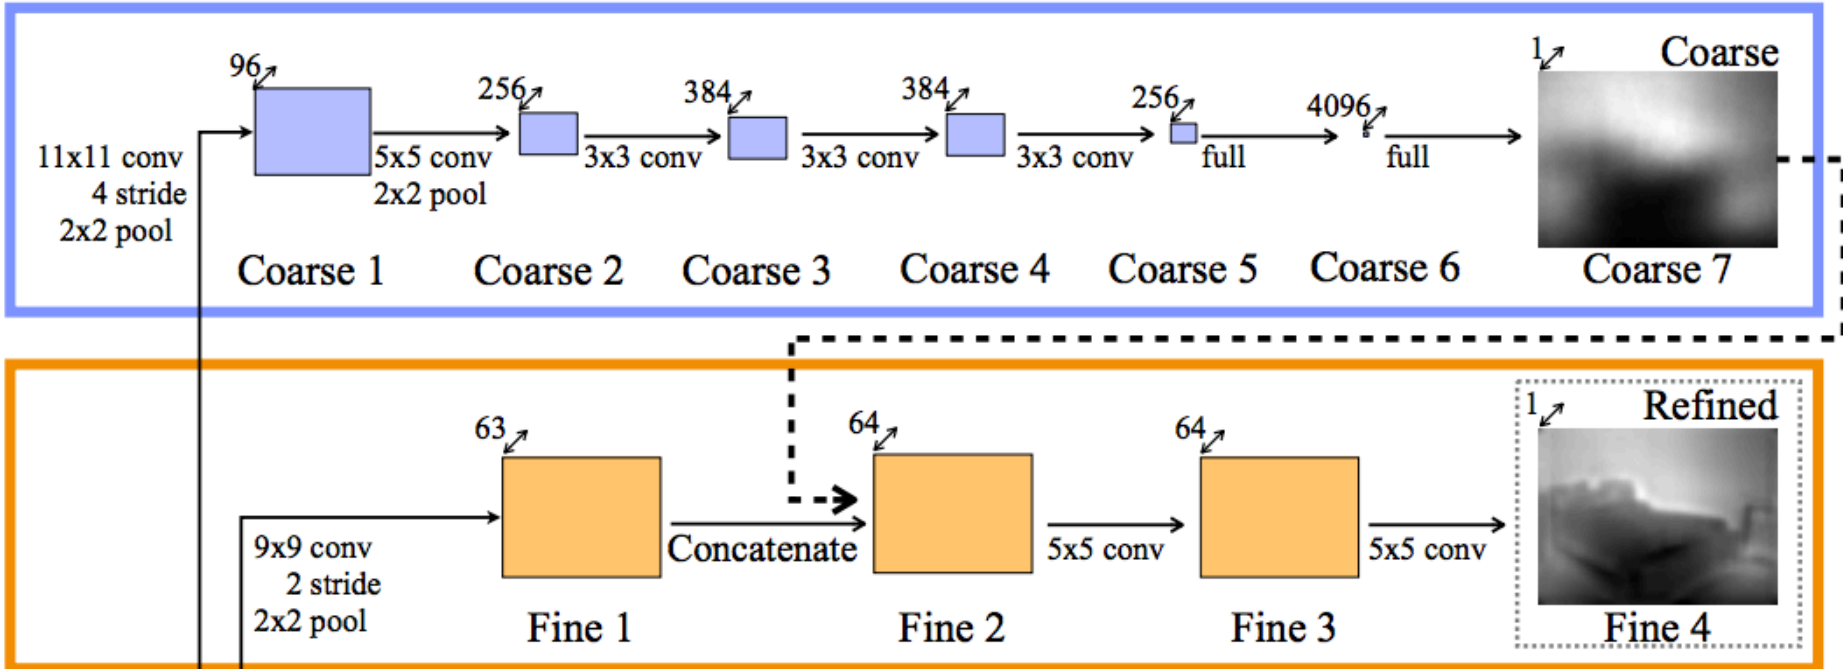 96
256
384
384
256
4096
1
Coarse
11x11 conv
4 stride
2x2 pool
5x5 conv
2x2 pool
3x3 conv
3x3 conv
3x3 conv
full
full
Coarse 1
Coarse 2
Coarse 3
Coarse 4
Coarse 5
Coarse 6
Coarse 7
63
64
64
1
Refined
9x9 conv
2 stride
2x2 pool
Concatenate
5x5 conv
5x5 conv
Fine 1
Fine 2
Fine 3
Fine 4